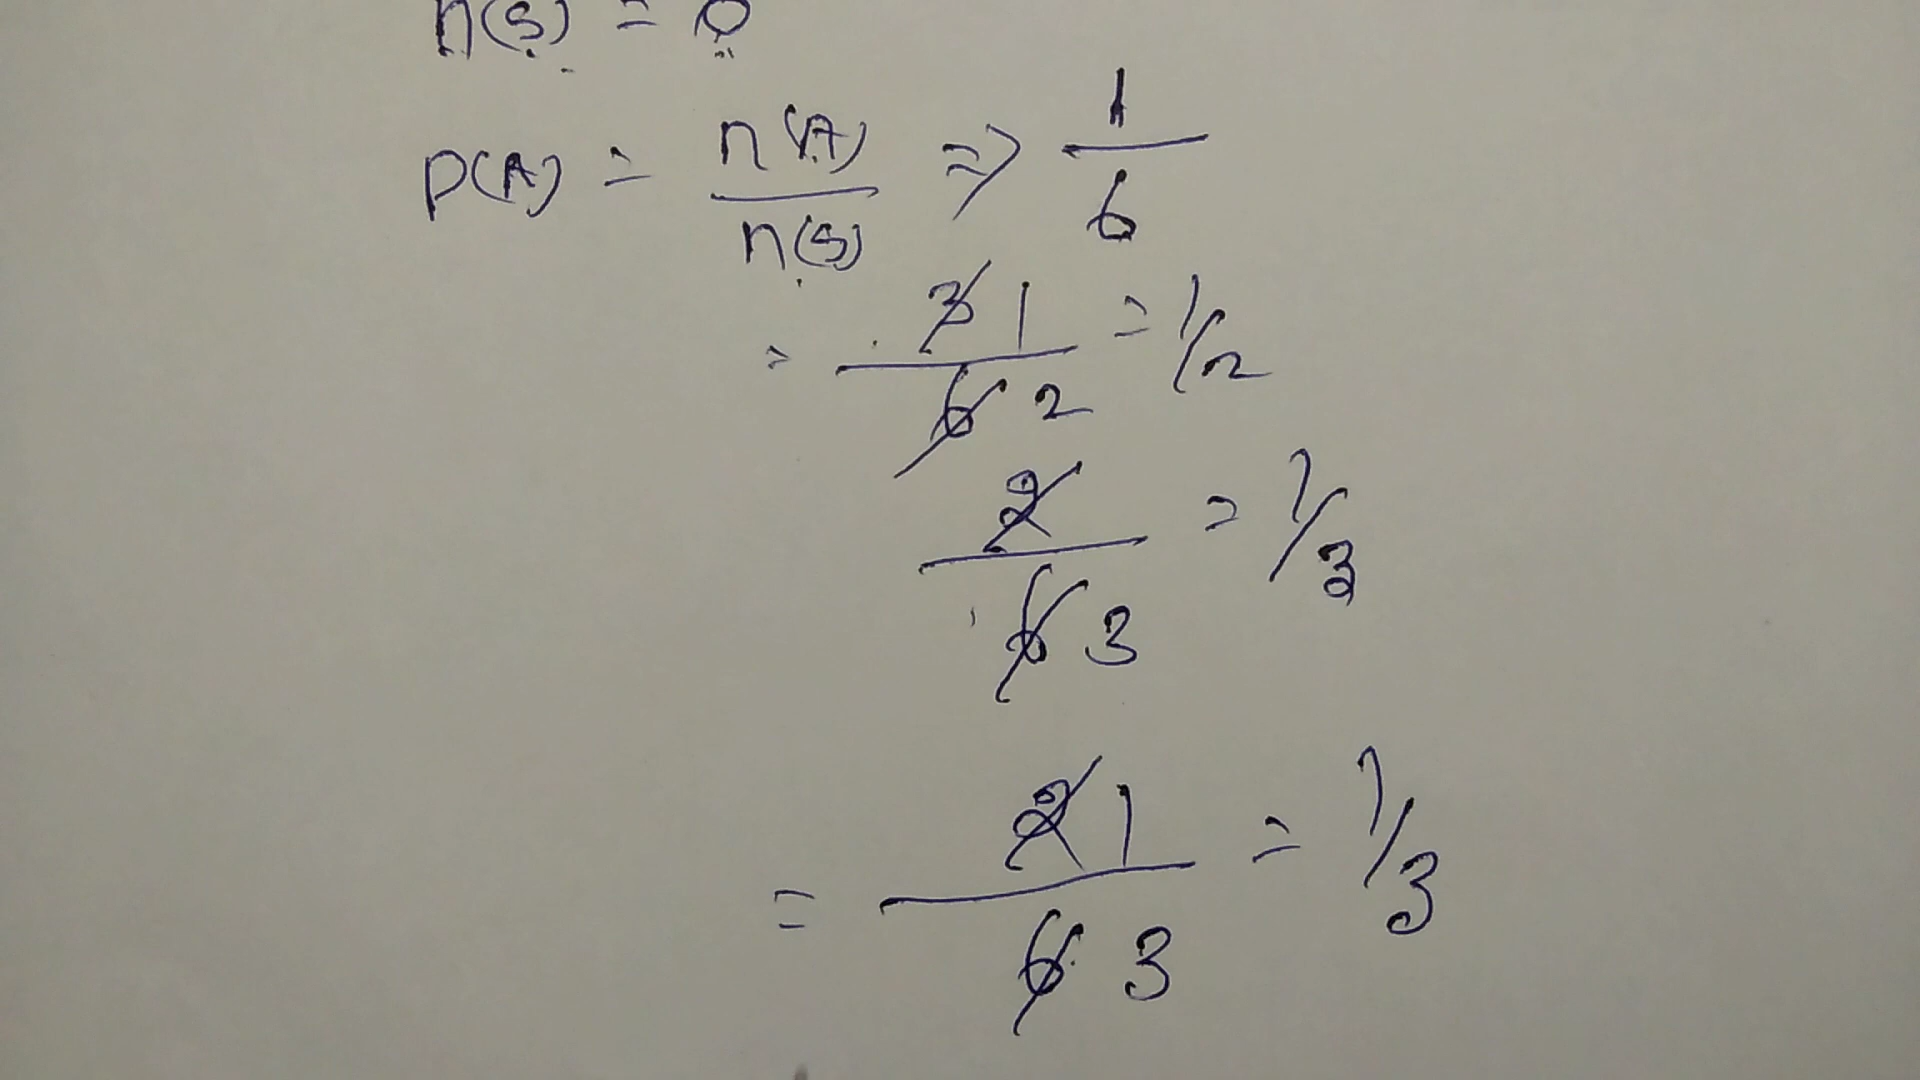 n(S) =
P(A) = n(A)/n(S) => 1/6
= 3 1/6 2 = 1/2
2/6 3 = 1/3
= 2 1/6 3 = 1/3